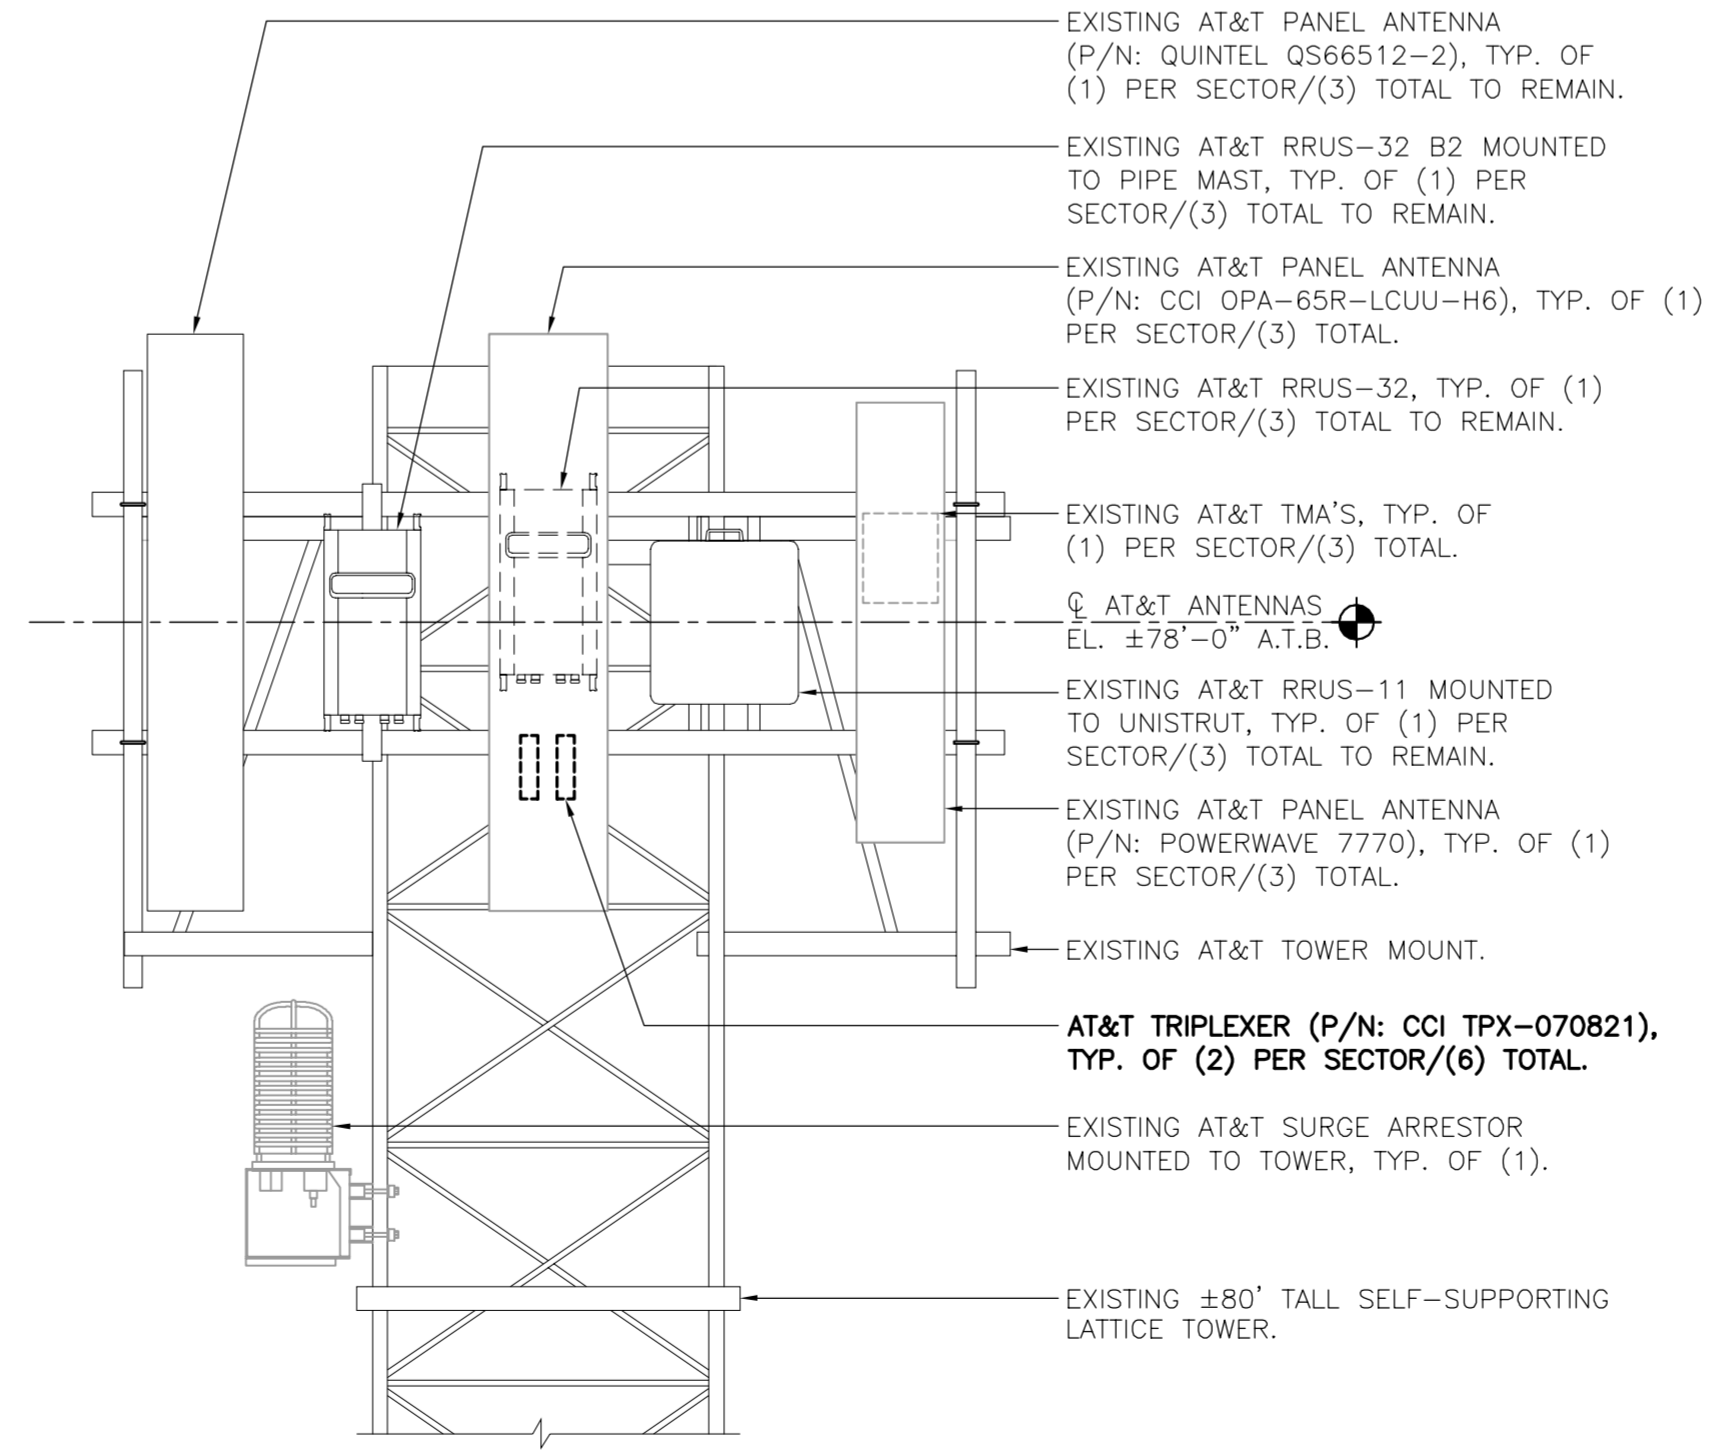 EXISTING AT&T PANEL ANTENNA
(P/N: QUINTEL QS66512-2), TYP. OF
(1) PER SECTOR/(3) TOTAL TO REMAIN.
EXISTING AT&T RRUS-32 B2 MOUNTED
TO PIPE MAST, TYP. OF (1) PER
SECTOR/(3) TOTAL TO REMAIN.
EXISTING AT&T PANEL ANTENNA
(P/N: CCI OPA-65R-LCUU-H6), TYP. OF (1)
PER SECTOR/(3) TOTAL.
EXISTING AT&T RRUS-32, TYP. OF (1)
PER SECTOR/(3) TOTAL TO REMAIN.
EXISTING AT&T TMA'S, TYP. OF
(1) PER SECTOR/(3) TOTAL.
℄ AT&T ANTENNAS
EL. ±78'-0" A.T.B.
EXISTING AT&T RRUS-11 MOUNTED
TO UNISTRUT, TYP. OF (1) PER
SECTOR/(3) TOTAL TO REMAIN.
EXISTING AT&T PANEL ANTENNA
(P/N: POWERWAVE 7770), TYP. OF (1)
PER SECTOR/(3) TOTAL.
EXISTING AT&T TOWER MOUNT.
AT&T TRIPLEXER (P/N: CCI TPX-070821),
TYP. OF (2) PER SECTOR/(6) TOTAL.
EXISTING AT&T SURGE ARRESTOR
MOUNTED TO TOWER, TYP. OF (1).
EXISTING ±80' TALL SELF-SUPPORTING
LATTICE TOWER.